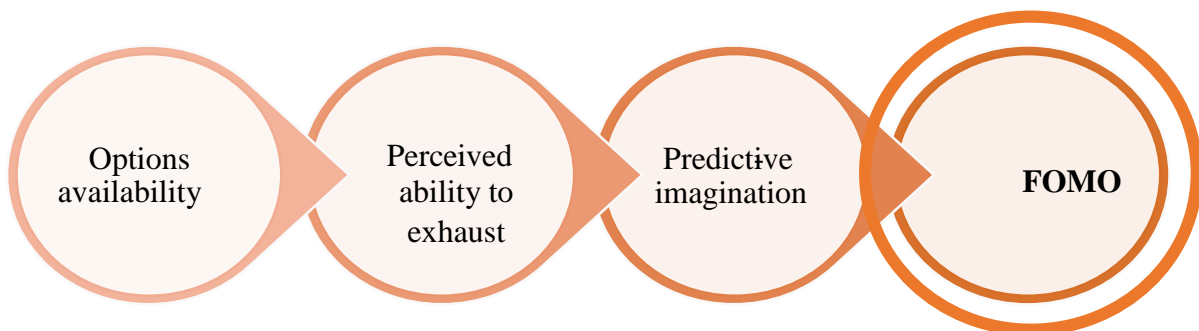 Options
availability
Perceived
ability to
exhaust
Predictive
imagination
FOMO